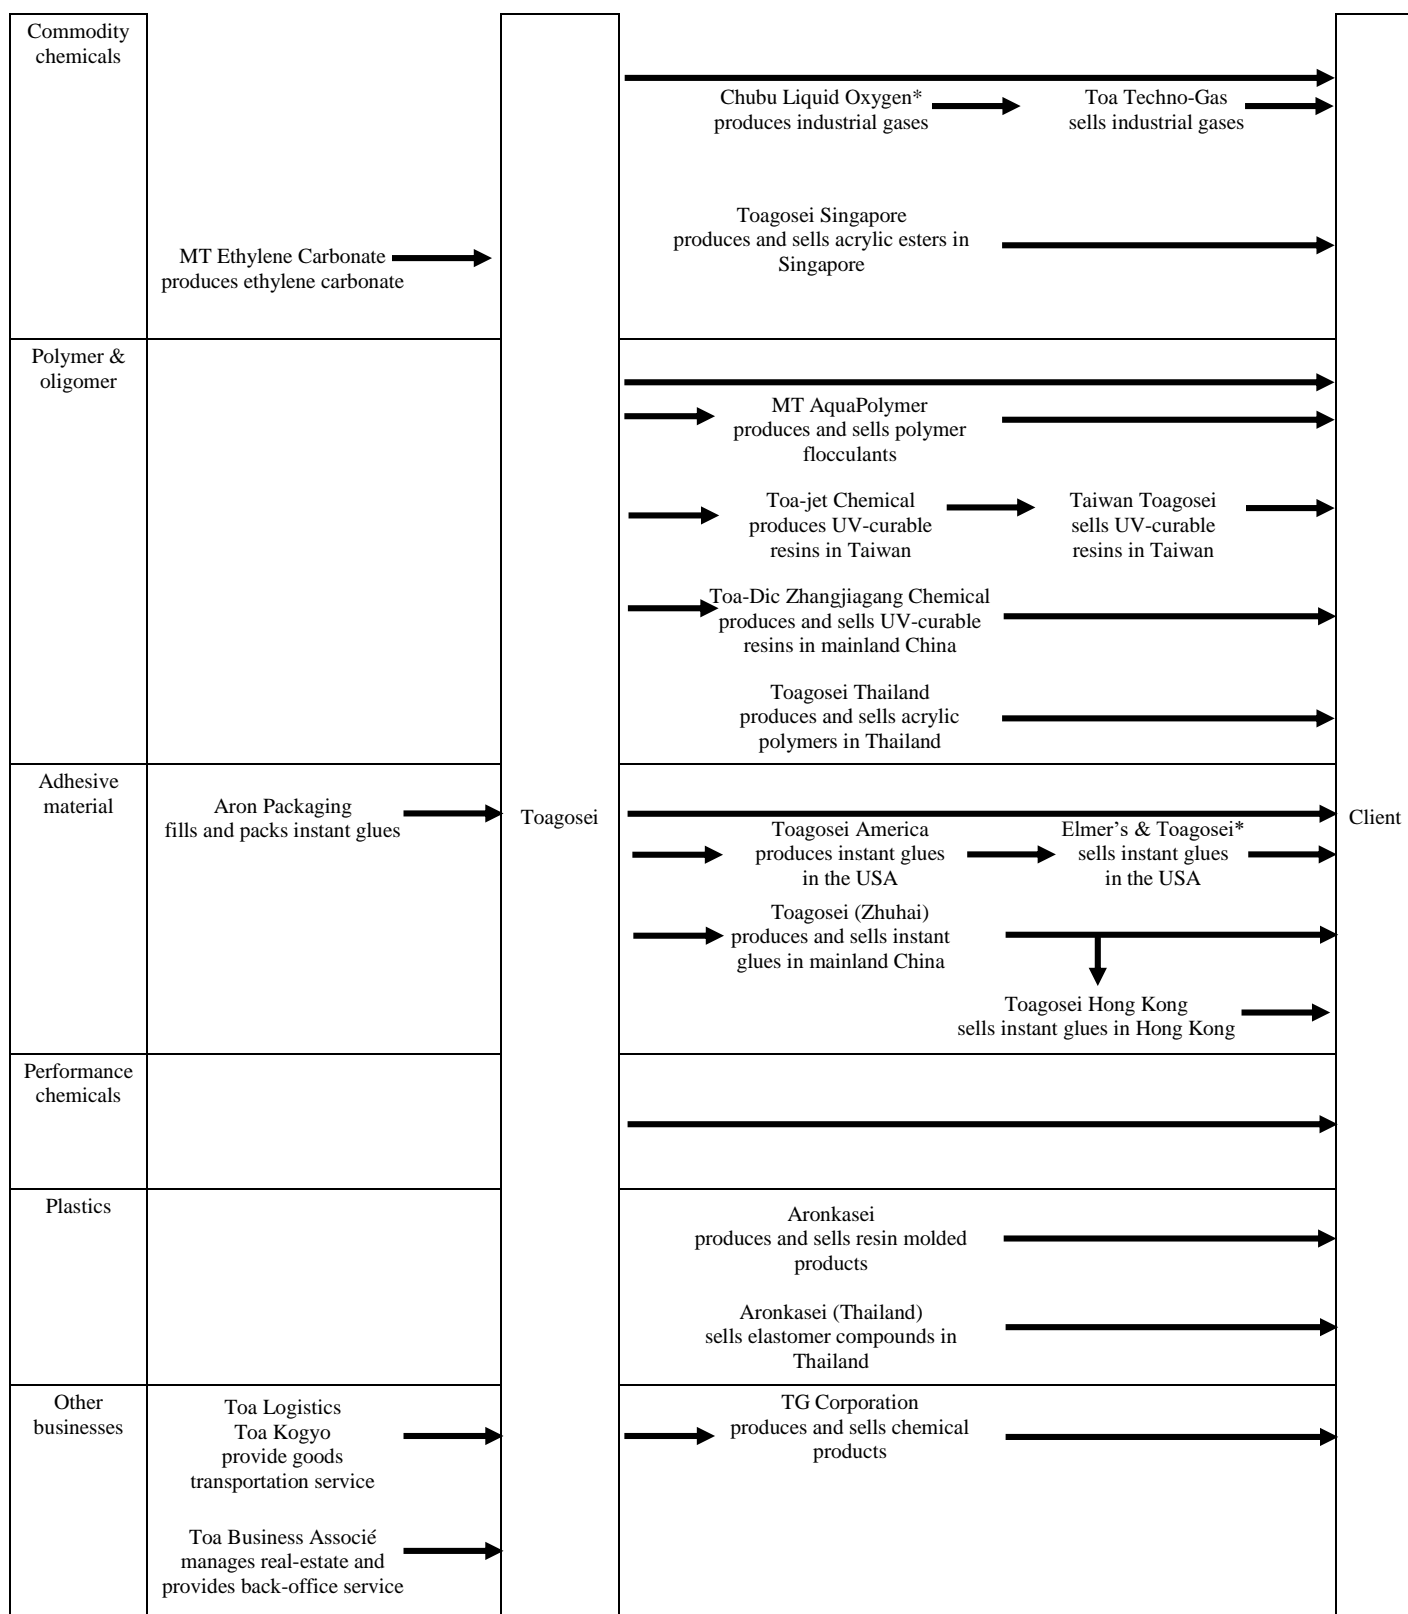 Commodity
chemicals
Chubu Liquid Oxygen*
produces industrial gases
Toa Techno-Gas
sells industrial gases
MT Ethylene Carbonate
produces ethylene carbonate
Toagosei Singapore
produces and sells acrylic esters in
Singapore
Polymer &
oligomer
MT AquaPolymer
produces and sells polymer
flocculants
Toa-jet Chemical
produces UV-curable
resins in Taiwan
Taiwan Toagosei
sells UV-curable
resins in Taiwan
Toa-Dic Zhangjiagang Chemical
produces and sells UV-curable
resins in mainland China
Toagosei Thailand
produces and sells acrylic
polymers in Thailand
Adhesive
material
Aron Packaging
fills and packs instant glues
Toagosei
Client
Toagosei America
produces instant glues
in the USA
Elmer's & Toagosei*
sells instant glues
in the USA
Toagosei (Zhuhai)
produces and sells instant
glues in mainland China
Toagosei Hong Kong
sells instant glues in Hong Kong
Performance
chemicals
Plastics
Aronkasei
produces and sells resin molded
products
Aronkasei (Thailand)
sells elastomer compounds in
Thailand
Other
businesses
Toa Logistics
Toa Kogyo
provide goods
transportation service
TG Corporation
produces and sells chemical
products
Toa Business Associé
manages real-estate and
provides back-office service